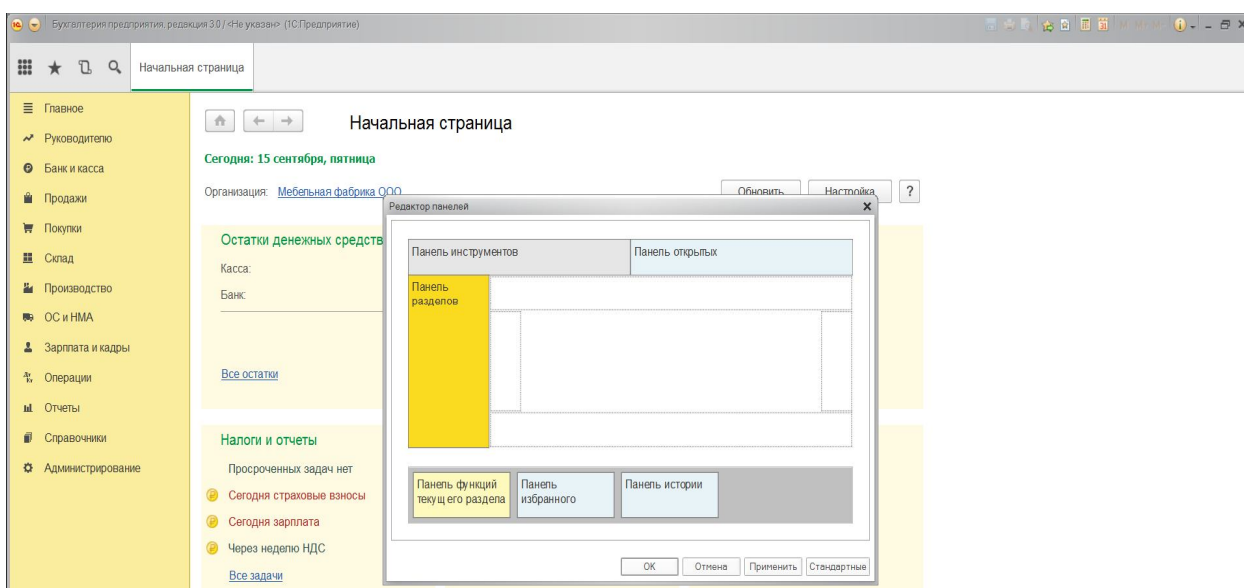 Бухгалтерия предприятия, редакция 3.0 / <Не указан> (1С:Предприятие)
Начальная страница
Главное
Руководителю
Банк и касса
Продажи
Покупки
Склад
Производство
ОС и НМА
Зарплата и кадры
Операции
Отчеты
Справочники
Администрирование
Начальная страница
Сегодня: 15 сентября, пятница
Организация: Мебельная фабрика ООО
Обновить
Настройка
?
Остатки денежных средств
Касса:
Банк:
Все остатки
Налоги и отчеты
Просроченных задач нет
Сегодня страховые взносы
Сегодня зарплата
Через неделю НДС
Все задачи
Редактор панелей
Панель инструментов
Панель открытых
Панель
разделов
Панель функций
текущего раздела
Панель
избранного
Панель истории
ОК
Отмена
Применить
Стандартные